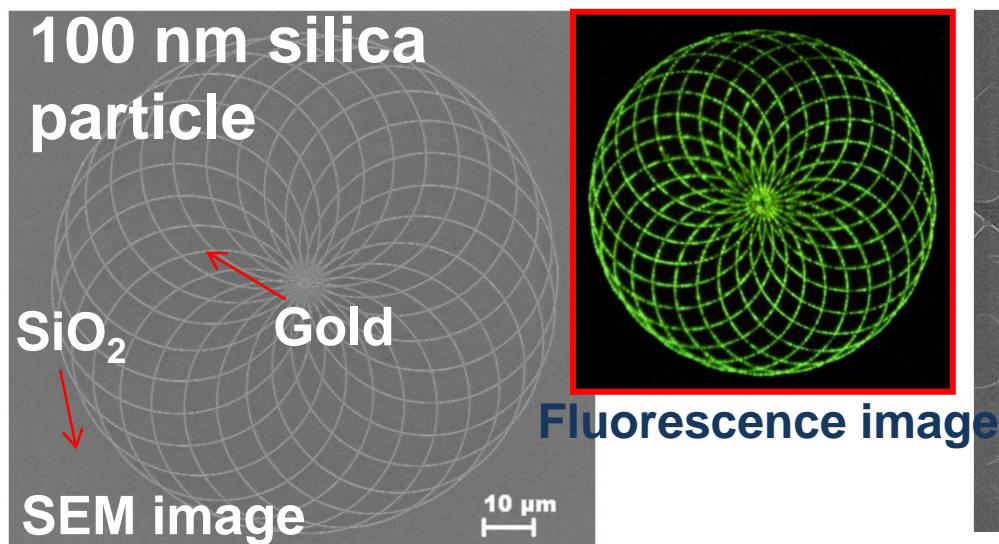 100 nm silica
particle
SiO₂
Gold
SEM image
10 µm
Fluorescence image